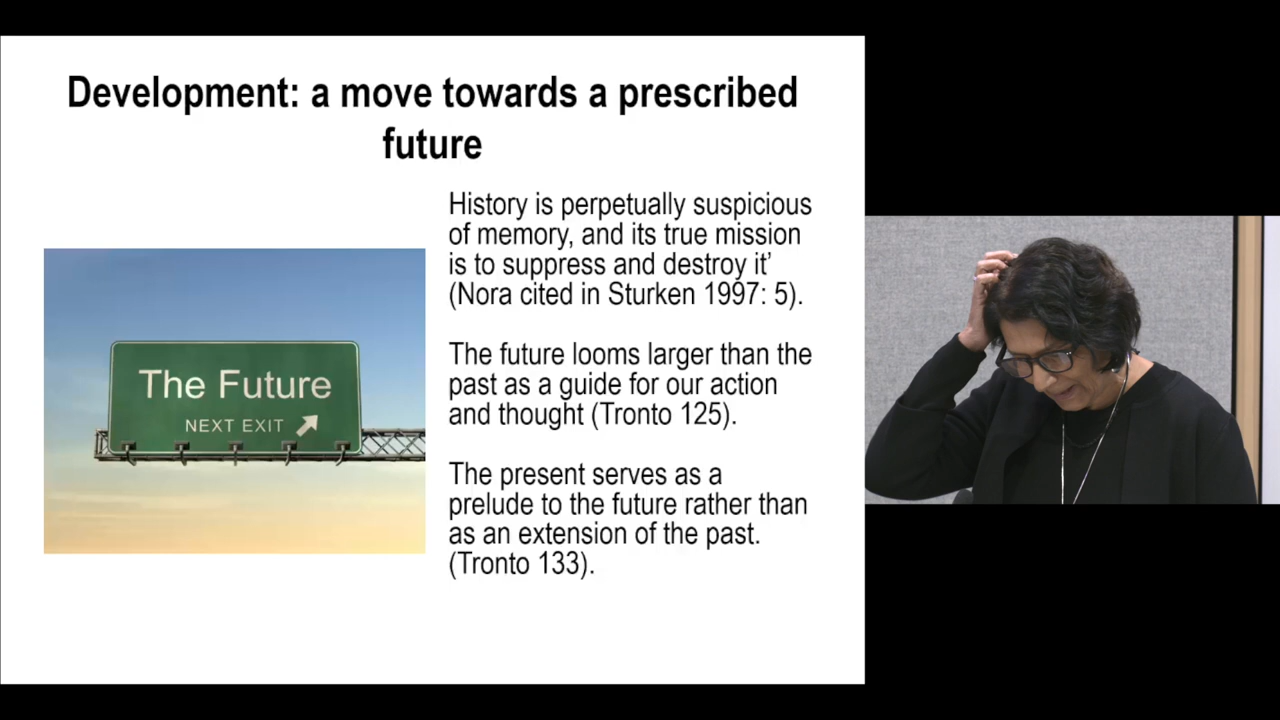 Development: a move towards a prescribed
future
History is perpetually suspicious
of memory, and its true mission
is to suppress and destroy it’
(Nora cited in Sturken 1997: 5).
The future looms larger than the
past as a guide for our action
and thought (Tronto 125).
The present serves as a
prelude to the future rather than
as an extension of the past.
(Tronto 133).
The Future
NEXT EXIT